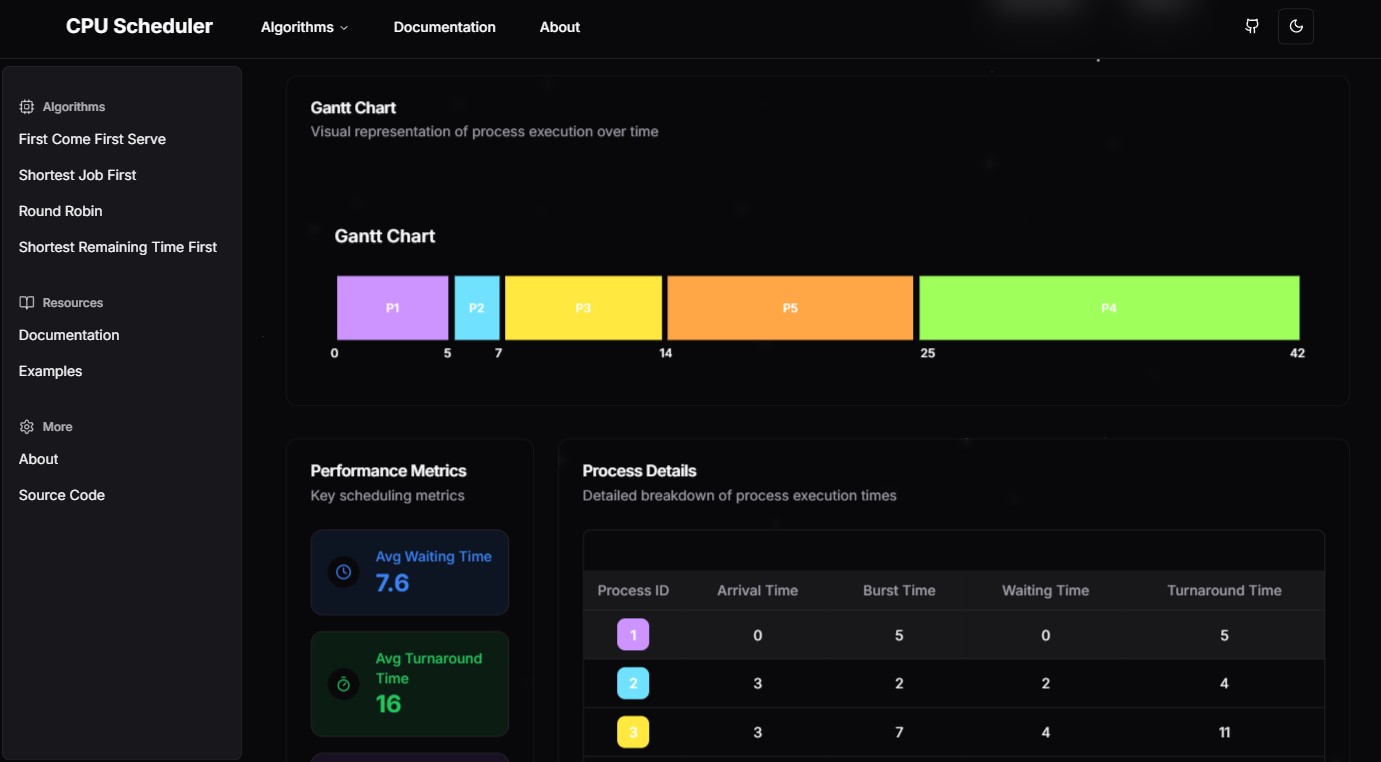 CPU Scheduler Algorithms Documentation About
Algorithms
First Come First Serve
Shortest Job First
Round Robin
Shortest Remaining Time First
Resources
Documentation
Examples
More
About
Source Code
Gantt Chart
Visual representation of process execution over time
Gantt Chart
P1 P2 P3 P5 P4
0 5 7 14 25 42
Performance Metrics
Key scheduling metrics
Avg Waiting Time
7.6
Avg Turnaround
Time
16
Process Details
Detailed breakdown of process execution times
Process ID Arrival Time Burst Time Waiting Time Turnaround Time
1 0 5 0 5
2 3 2 2 4
3 3 7 4 11